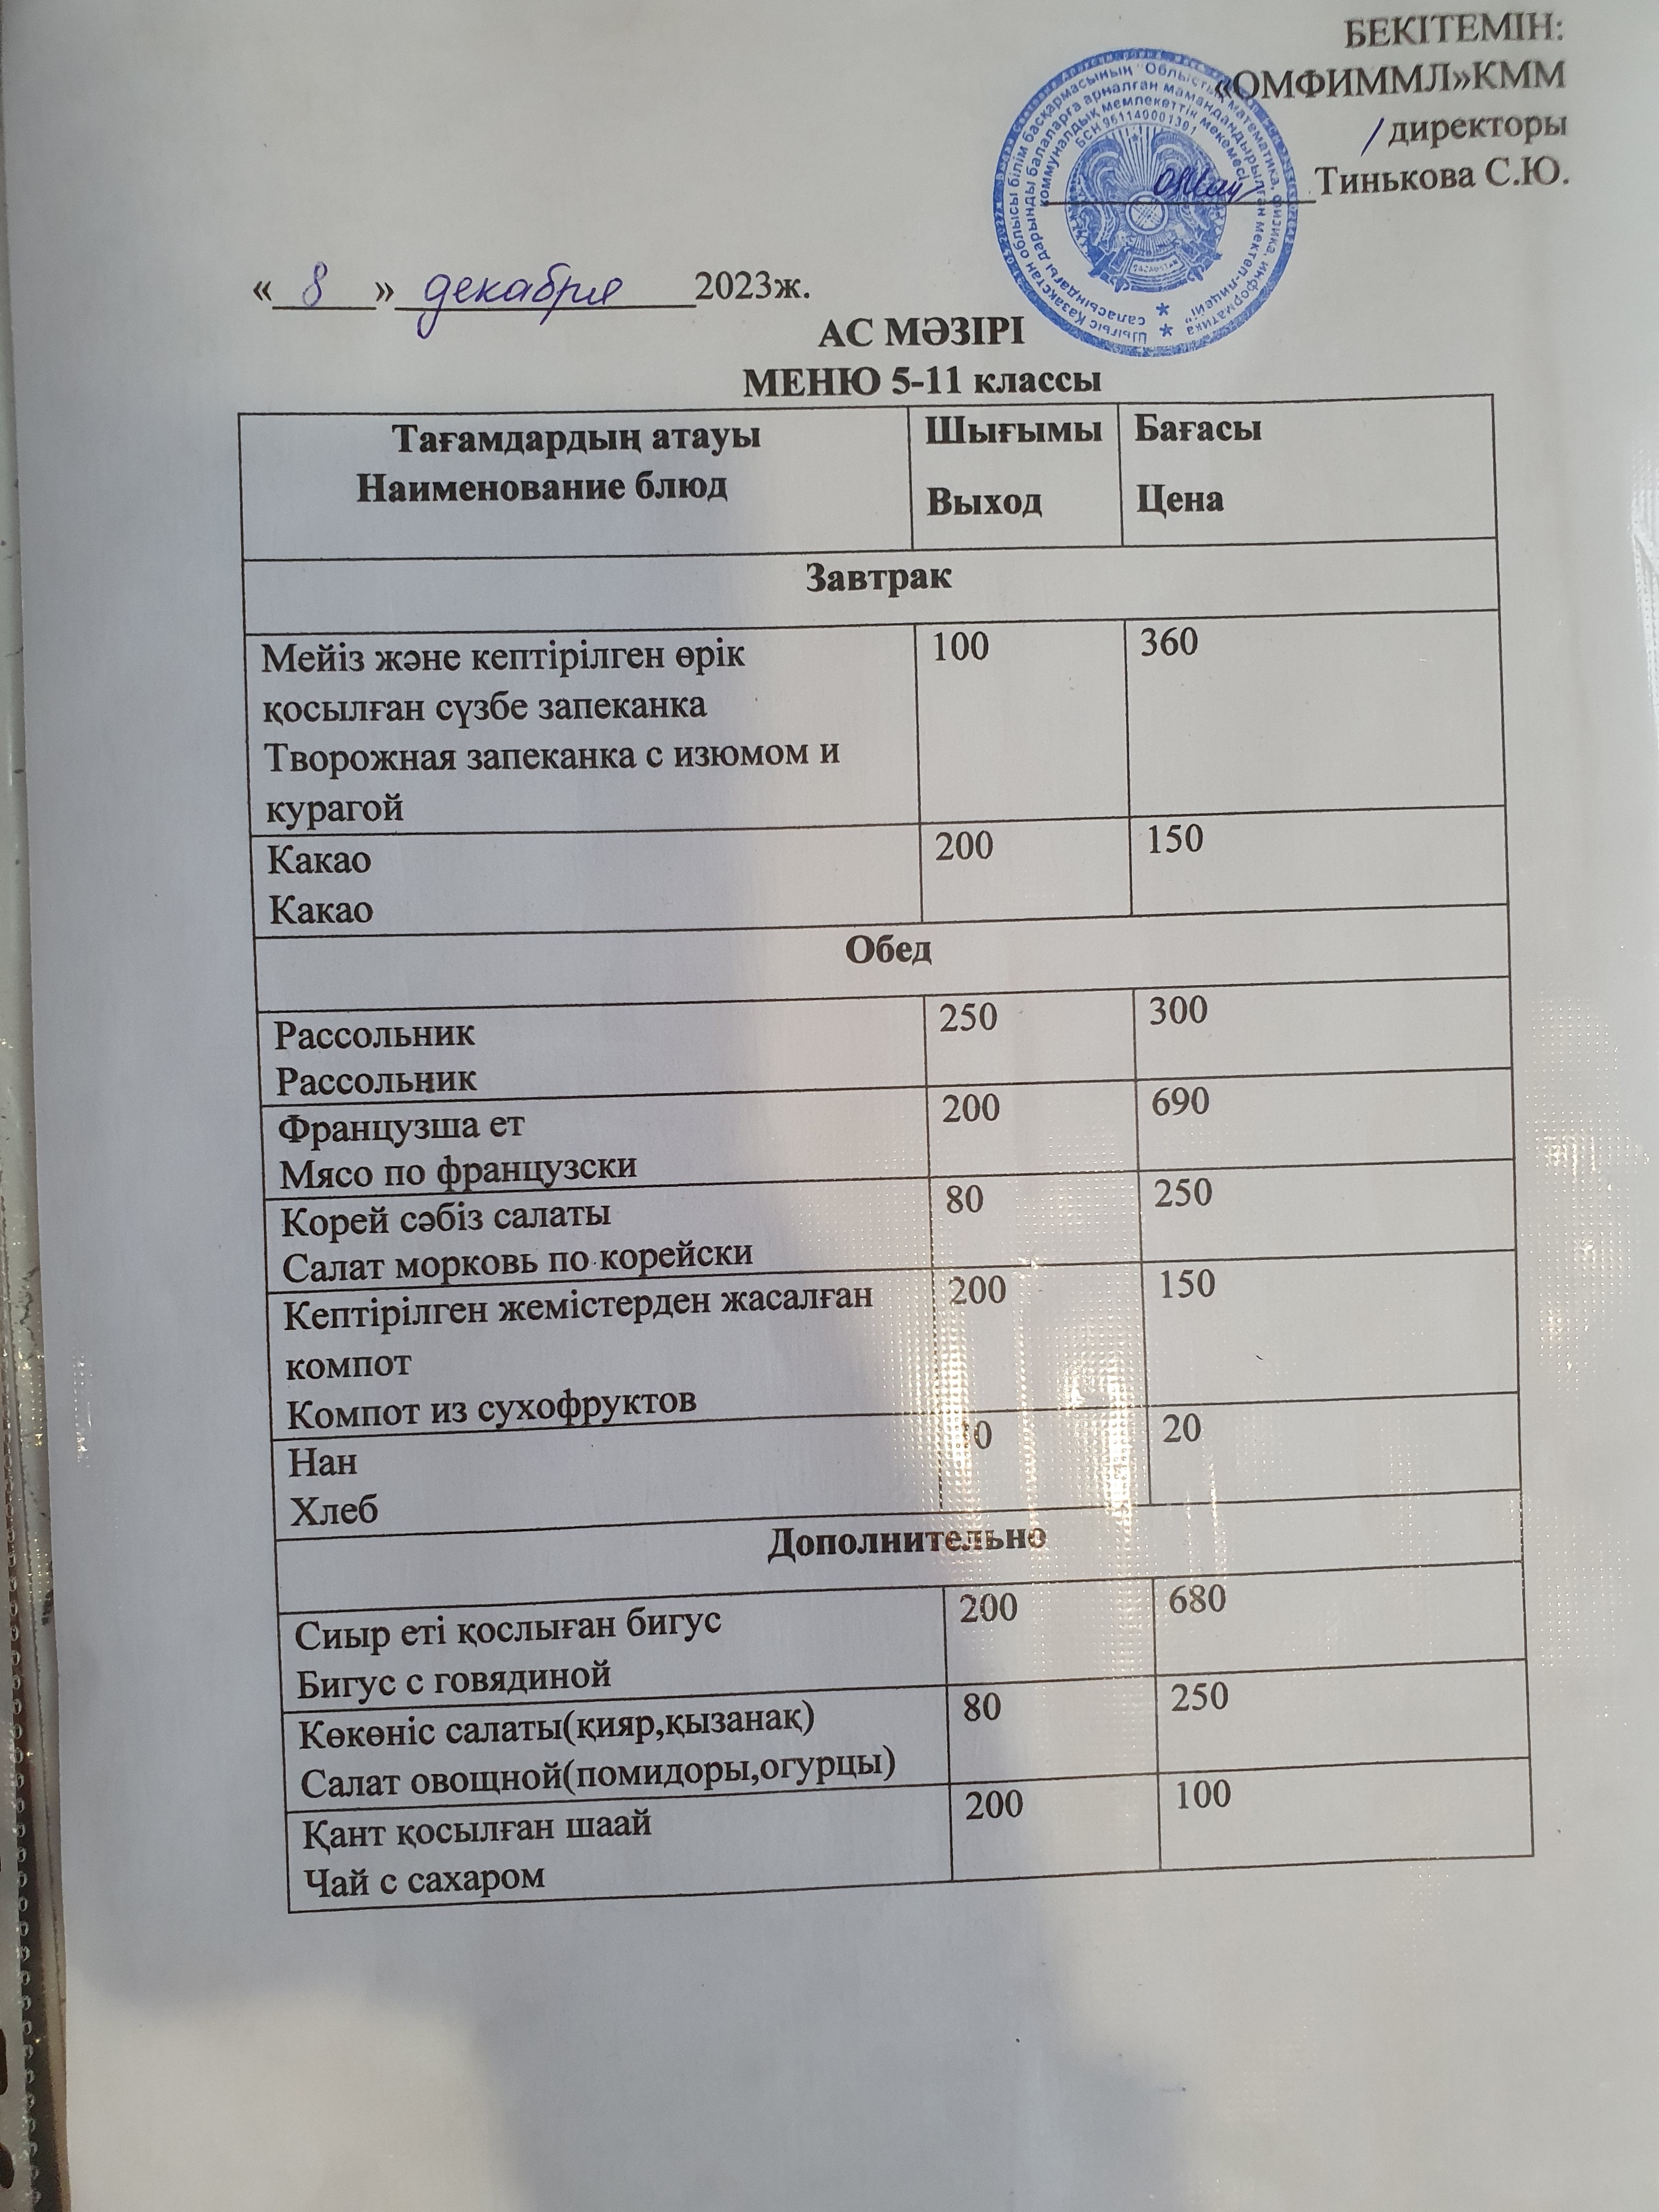 БЕКІТЕМІН:
«ОМФИММЛ»КММ
/директоры
Тинькова С.Ю.
БСН 961140001301
QAZAQSTAN
«8» декабря 2023ж.
АС МӘЗІРІ
МЕНЮ 5-11 классы
Тағамдардың атауы
Наименование блюд
Шығымы
Выход
Бағасы
Цена
Завтрак
Мейіз және кептірілген өрік
қосылған сүзбе запеканка
Творожная запеканка с изюмом и
курагой
100
360
Какао
Какао
200
150
Обед
Рассольник
Рассольник
250
300
Французша ет
Мясо по французски
200
690
Корей сәбіз салаты
Салат морковь по корейски
80
250
Кептірілген жемістерден жасалған
компот
Компот из сухофруктов
200
150
Нан
Хлеб
20
Дополнительно
Сиыр еті қослыған бигус
Бигус с говядиной
200
680
Көкөніс салаты(қияр,қызанақ)
Салат овощной(помидоры,огурцы)
80
250
Қант қосылған шаай
Чай с сахаром
200
100